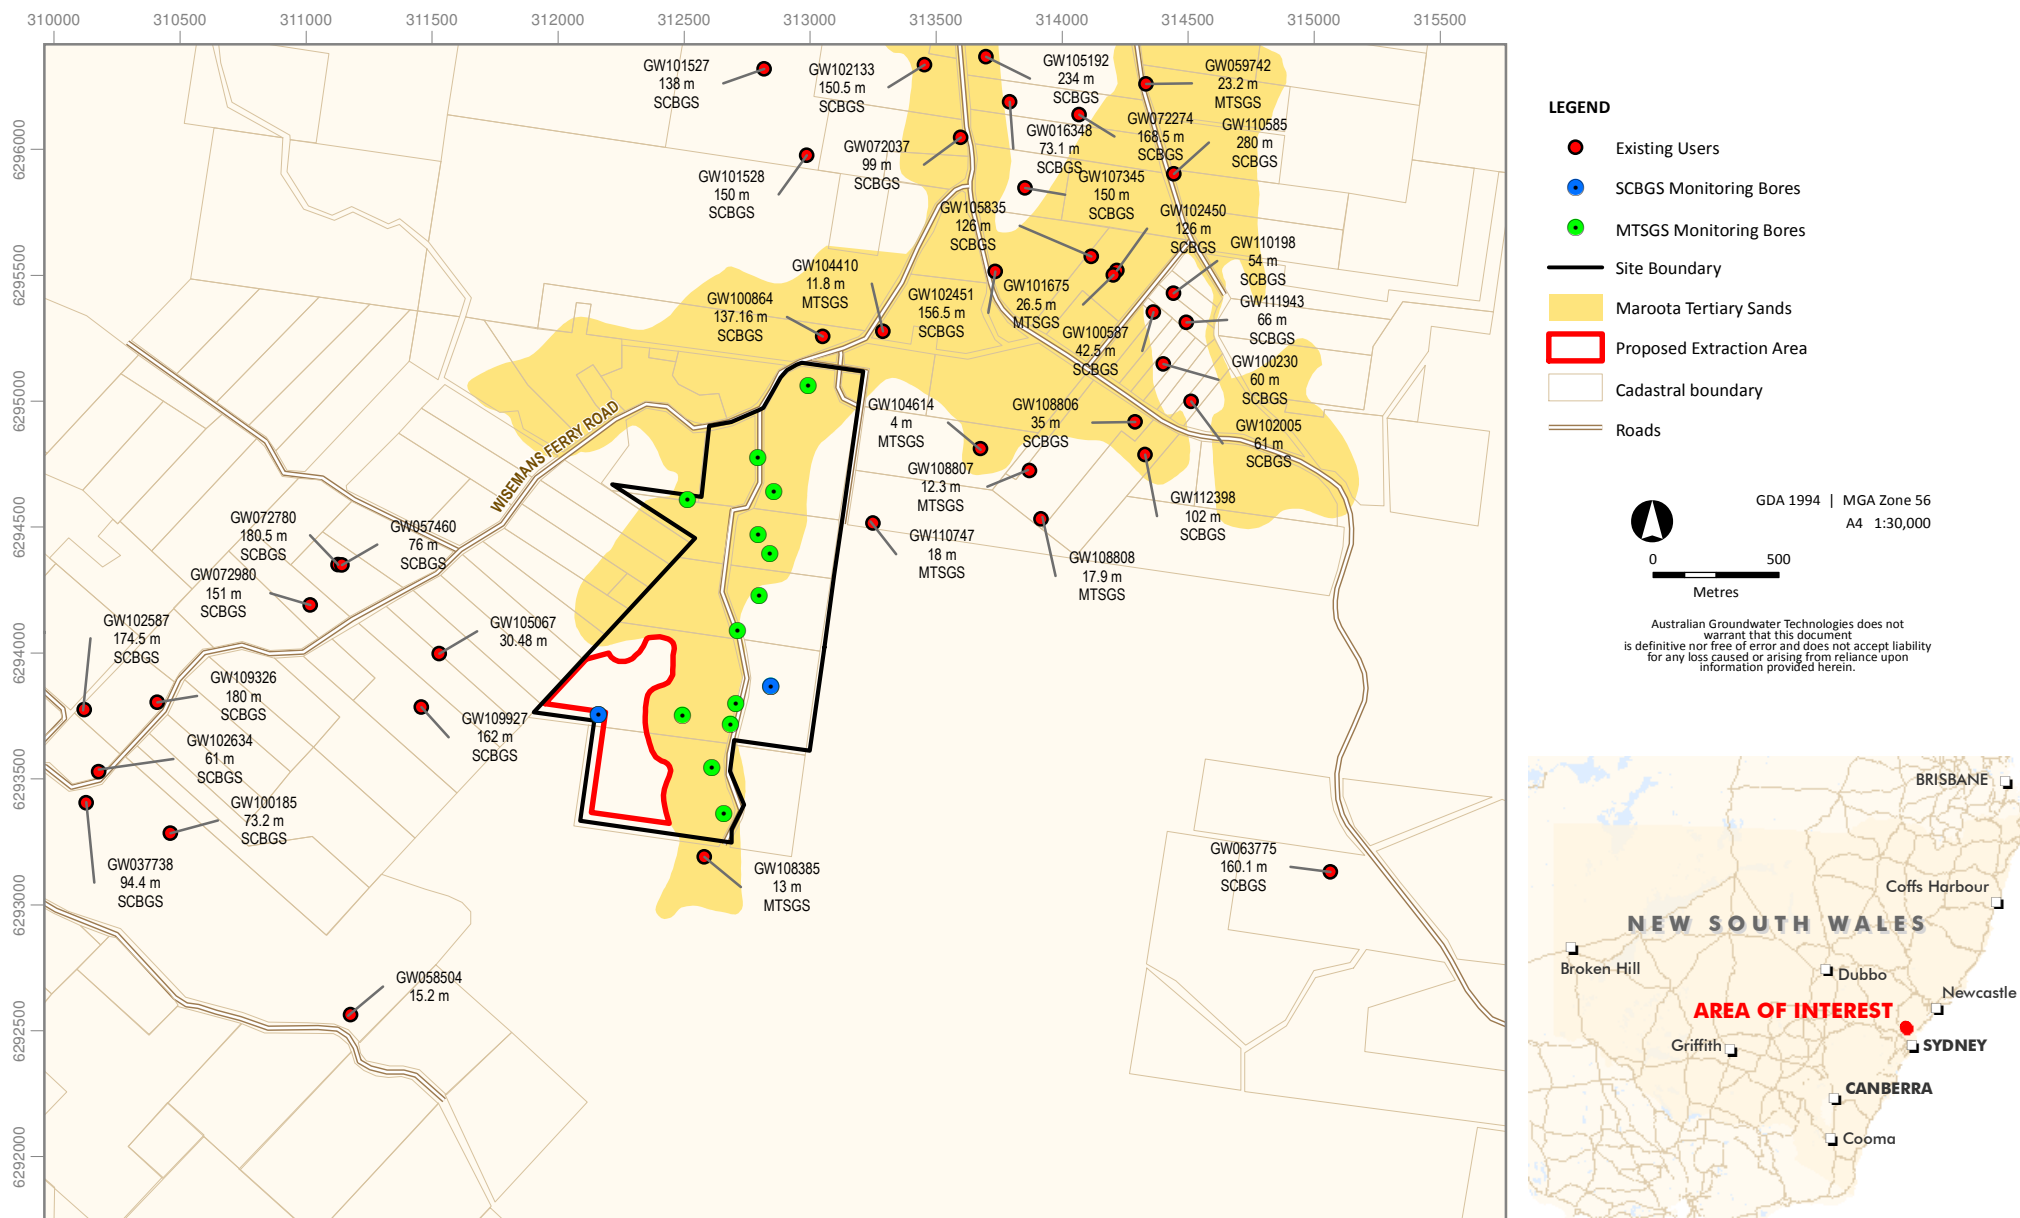 310000
310500
311000
311500
312000
312500
313000
313500
314000
314500
315000
315500
6296000
6295500
6295000
6294500
6294000
6293500
6293000
6292500
6292000
GW101527
138 m
SCBGS
GW102133
150.5 m
SCBGS
GW105192
234 m
SCBGS
GW059742
23.2 m
MTSGS
GW072037
99 m
SCBGS
GW016348
73.1 m
SCBGS
GW072274
168.5 m
SCBGS
GW110585
280 m
SCBGS
GW101528
150 m
SCBGS
GW107345
150 m
SCBGS
GW105835
126 m
SCBGS
GW102450
126 m
SCBGS
GW110198
54 m
SCBGS
GW104410
11.8 m
MTSGS
GW100864
137.16 m
SCBGS
GW102451
156.5 m
SCBGS
GW101675
26.5 m
MTSGS
GW111943
66 m
SCBGS
GW100587
42.5 m
SCBGS
GW100230
60 m
SCBGS
GW104614
4 m
MTSGS
GW108806
35 m
SCBGS
GW102005
61 m
SCBGS
GW108807
12.3 m
MTSGS
GW112398
102 m
SCBGS
GW110747
18 m
MTSGS
GW108808
17.9 m
MTSGS
WISEMANS FERRY ROAD
GW072780
180.5 m
SCBGS
GW057460
76 m
SCBGS
GW072980
151 m
SCBGS
GW102587
174.5 m
SCBGS
GW105067
30.48 m
GW109326
180 m
SCBGS
GW109927
162 m
SCBGS
GW102634
61 m
SCBGS
GW100185
73.2 m
SCBGS
GW037738
94.4 m
SCBGS
GW108385
13 m
MTSGS
GW063775
160.1 m
SCBGS
GW058504
15.2 m
LEGEND
Existing Users
SCBGS Monitoring Bores
MTSGS Monitoring Bores
Site Boundary
Maroota Tertiary Sands
Proposed Extraction Area
Cadastral boundary
Roads
GDA 1994 | MGA Zone 56
A4 1:30,000
0 500
Metres
Australian Groundwater Technologies does not
warrant that this document
is definitive nor free of error and does not accept liability
for any loss caused or arising from reliance upon
information provided herein.
BRISBANE
Coffs Harbour
NEW SOUTH WALES
Broken Hill
Dubbo
Newcastle
AREA OF INTEREST
Griffith
SYDNEY
CANBERRA
Cooma